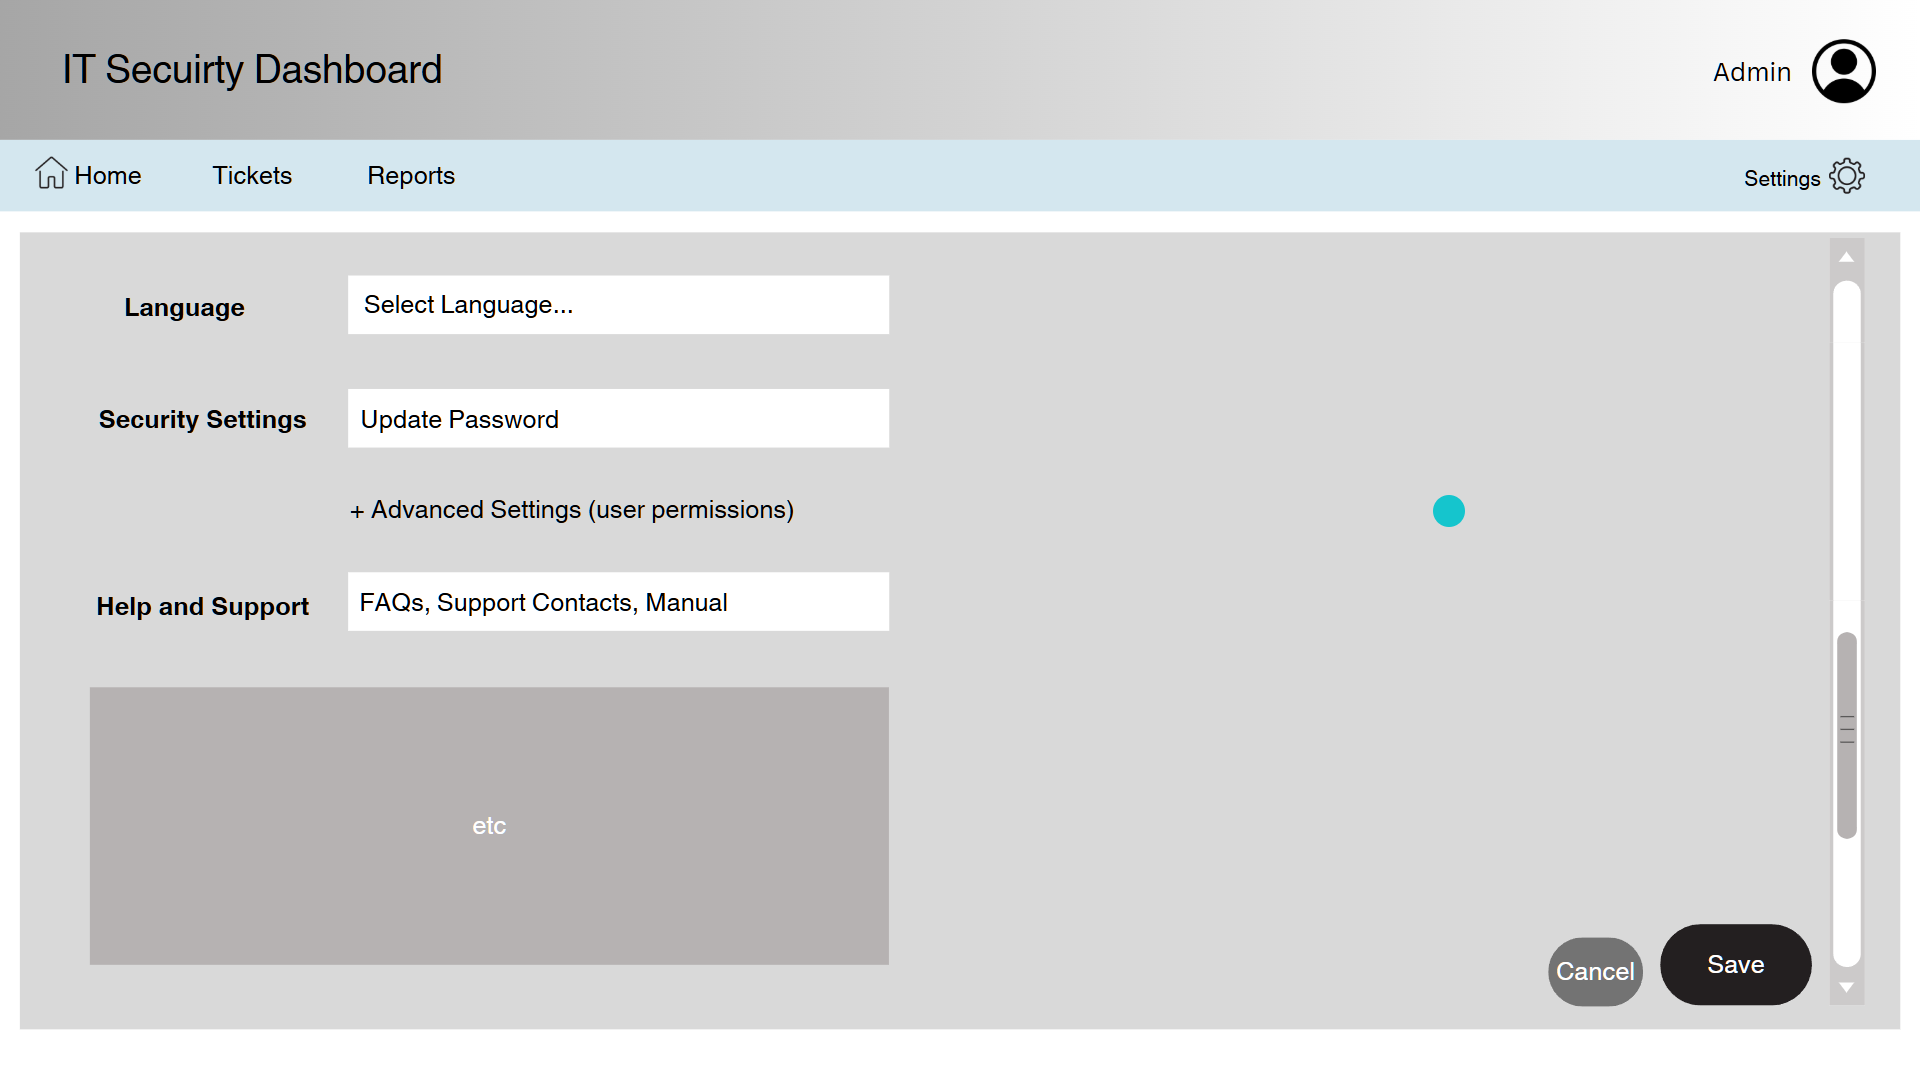 IT Secuirty Dashboard
Admin
Home
Tickets
Reports
Settings
Language
Select Language...
Security Settings
Update Password
+ Advanced Settings (user permissions)
Help and Support
FAQs, Support Contacts, Manual
etc
Cancel
Save